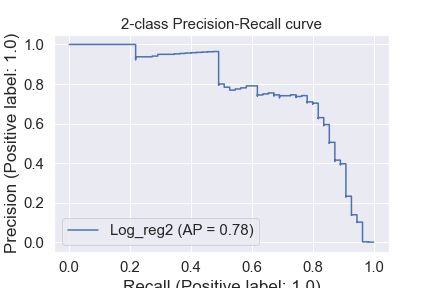 2-class Precision-Recall curve
Precision (Positive label: 1.0)
1.0
0.8
0.6
0.4
0.2
0.0
Log_reg2 (AP = 0.78)
0.0 0.2 0.4 0.6 0.8 1.0
Recall (Positive label: 1.0)